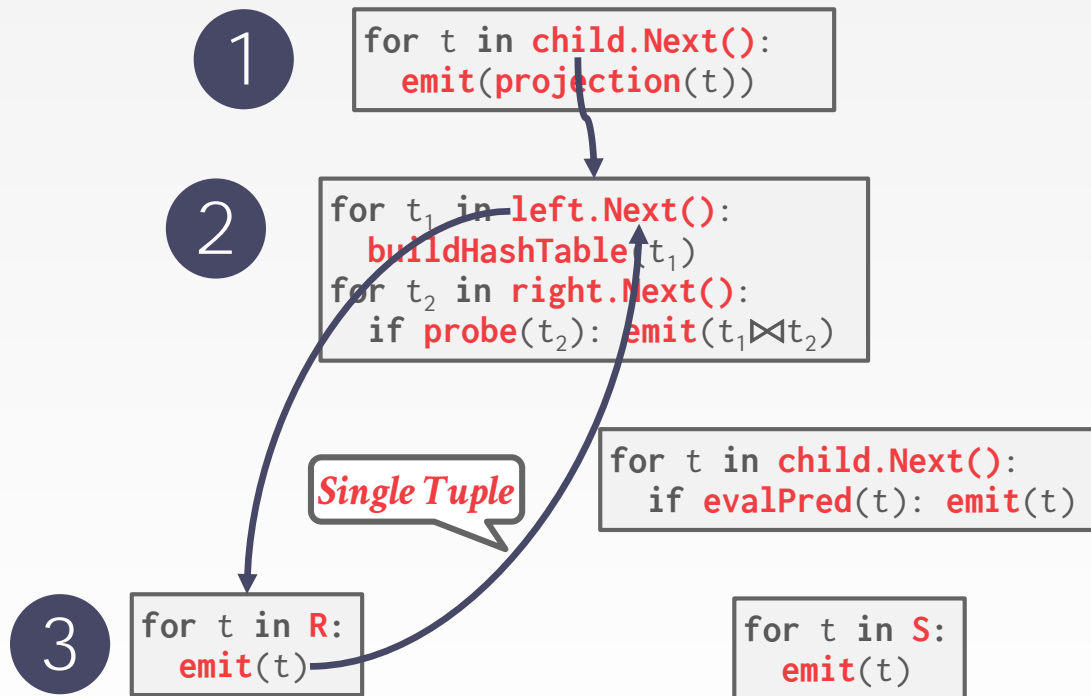 1
for t in child.Next():
emit(projection(t))
2
for t₁ in left.Next():
buildHashTable(t₁)
for t₂ in right.Next():
if probe(t₂): emit(t₁⨝t₂)
for t in child.Next():
if evalPred(t): emit(t)
Single Tuple
3
for t in R:
emit(t)
for t in S:
emit(t)